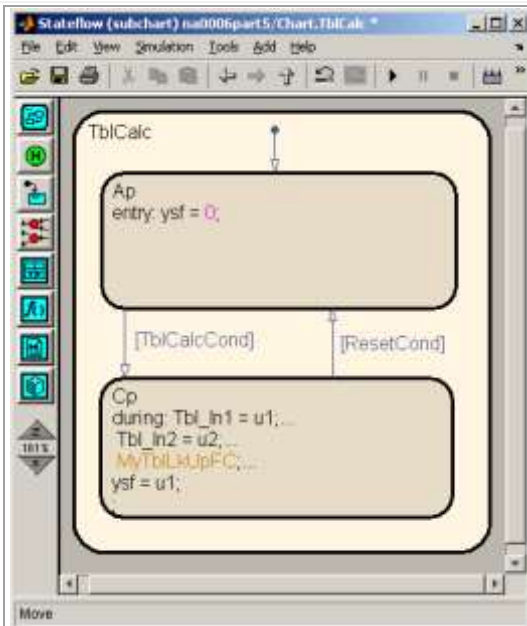 Stateflow (subchart) na0006part5/Chart.TblCalc *
File Edit View Simulation Tools Add Help
TblCalc
Ap
entry: ysf = 0;
[TblCalcCond]
[ResetCond]
Cp
during: Tbl_In1 = u1;...
Tbl_In2 = u2;...
MyTblLkUpFC;...
ysf = u1;
Move